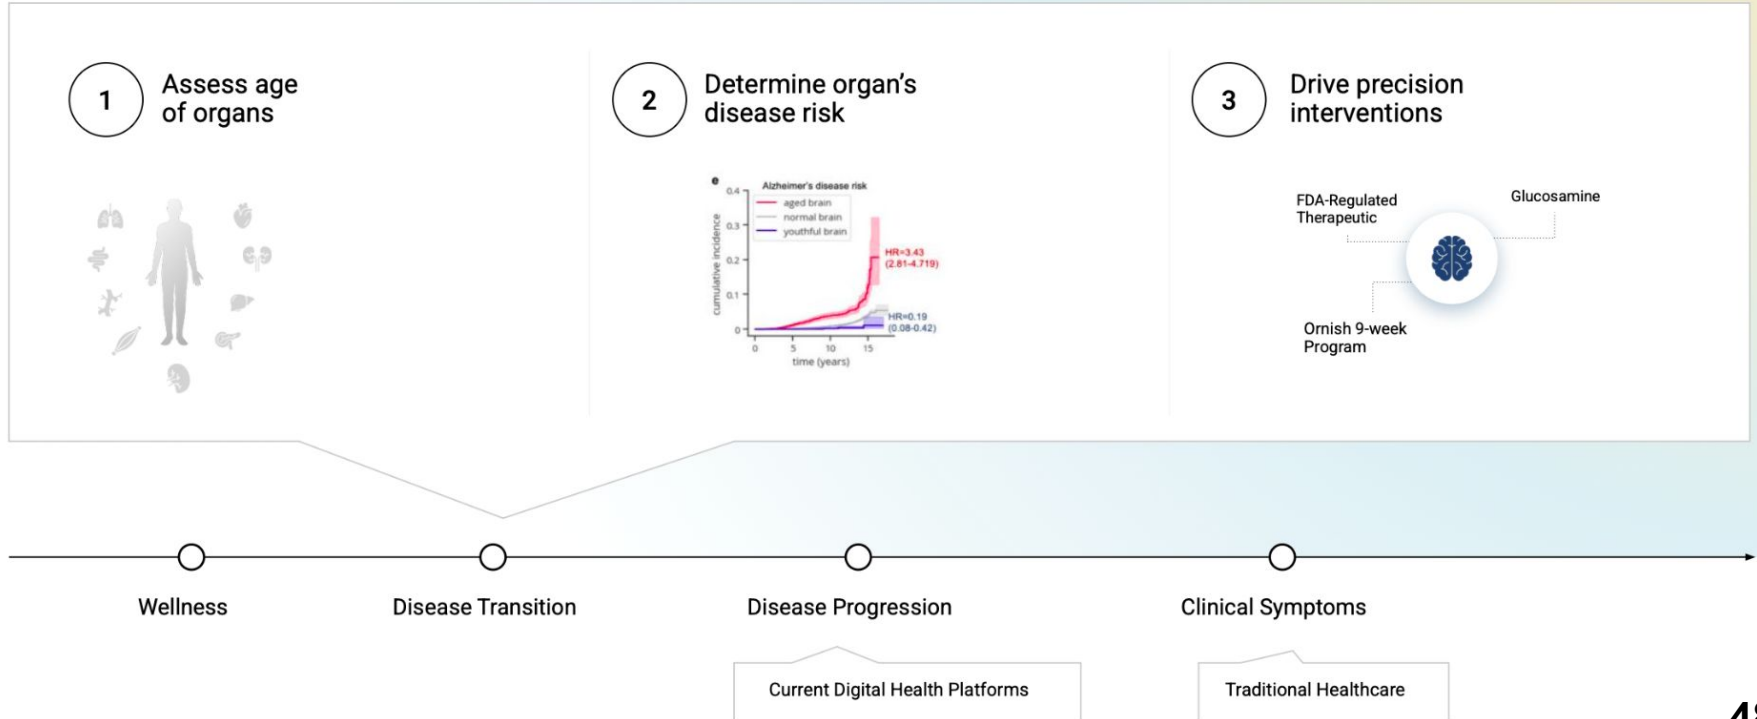 1
Assess age
of organs
2
Determine organ's
disease risk
3
Drive precision
interventions
e
Alzheimer's disease risk
aged brain
normal brain
youthful brain
cumulative incidence
0.4
0.3
0.2
0.1
0
HR=3.43
(2.81-4.719)
HR=0.19
(0.08-0.42)
0 5 10 15
time (years)
FDA-Regulated
Therapeutic
Glucosamine
Ornish 9-week
Program
Wellness
Disease Transition
Disease Progression
Clinical Symptoms
Current Digital Health Platforms
Traditional Healthcare